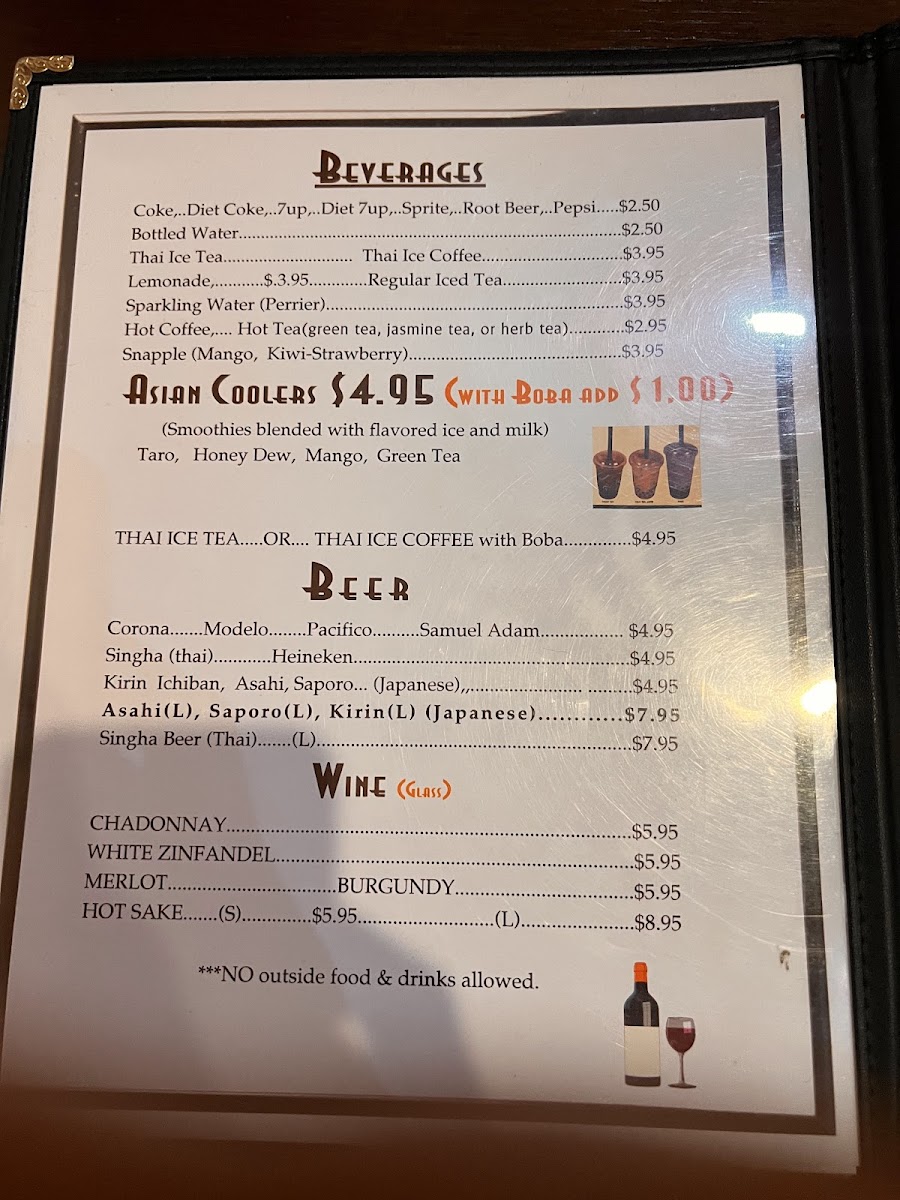 BEVERAGES
Coke,..Diet Coke,..7up,..Diet 7up,..Sprite,..Root Beer,..Pepsi.....$2.50
Bottled Water................................................................................$2.50
Thai Ice Tea........................... Thai Ice Coffee..............................$3.95
Lemonade,..........$.3.95............Regular Iced Tea.........................$3.95
Sparkling Water (Perrier)...............................................................$3.95
Hot Coffee,.... Hot Tea(green tea, jasmine tea, or herb tea)............$2.95
Snapple (Mango, Kiwi-Strawberry).............................................$3.95
ASIAN COOLERS $4.95 (WITH BOBA ADD $1.00)
(Smoothies blended with flavored ice and milk)
Taro, Honey Dew, Mango, Green Tea
THAI ICE TEA.....OR.... THAI ICE COFFEE with Boba..............$4.95
BEER
Corona.......Modelo........Pacifico..........Samuel Adam................. $4.95
Singha (thai)............Heineken..........................................................$4.95
Kirin Ichiban, Asahi, Saporo... (Japanese),,........................ ..........$4.95
Asahi(L), Saporo(L), Kirin(L) (Japanese)............$7.95
Singha Beer (Thai).......(L)..................................................................$7.95
WINE (GLASS)
CHADONNAY....................................................................................$5.95
WHITE ZINFANDEL..........................................................................$5.95
MERLOT...................................BURGUNDY.....................................$5.95
HOT SAKE.......(S)..............$5.95............................(L).......................$8.95
***NO outside food & drinks allowed.